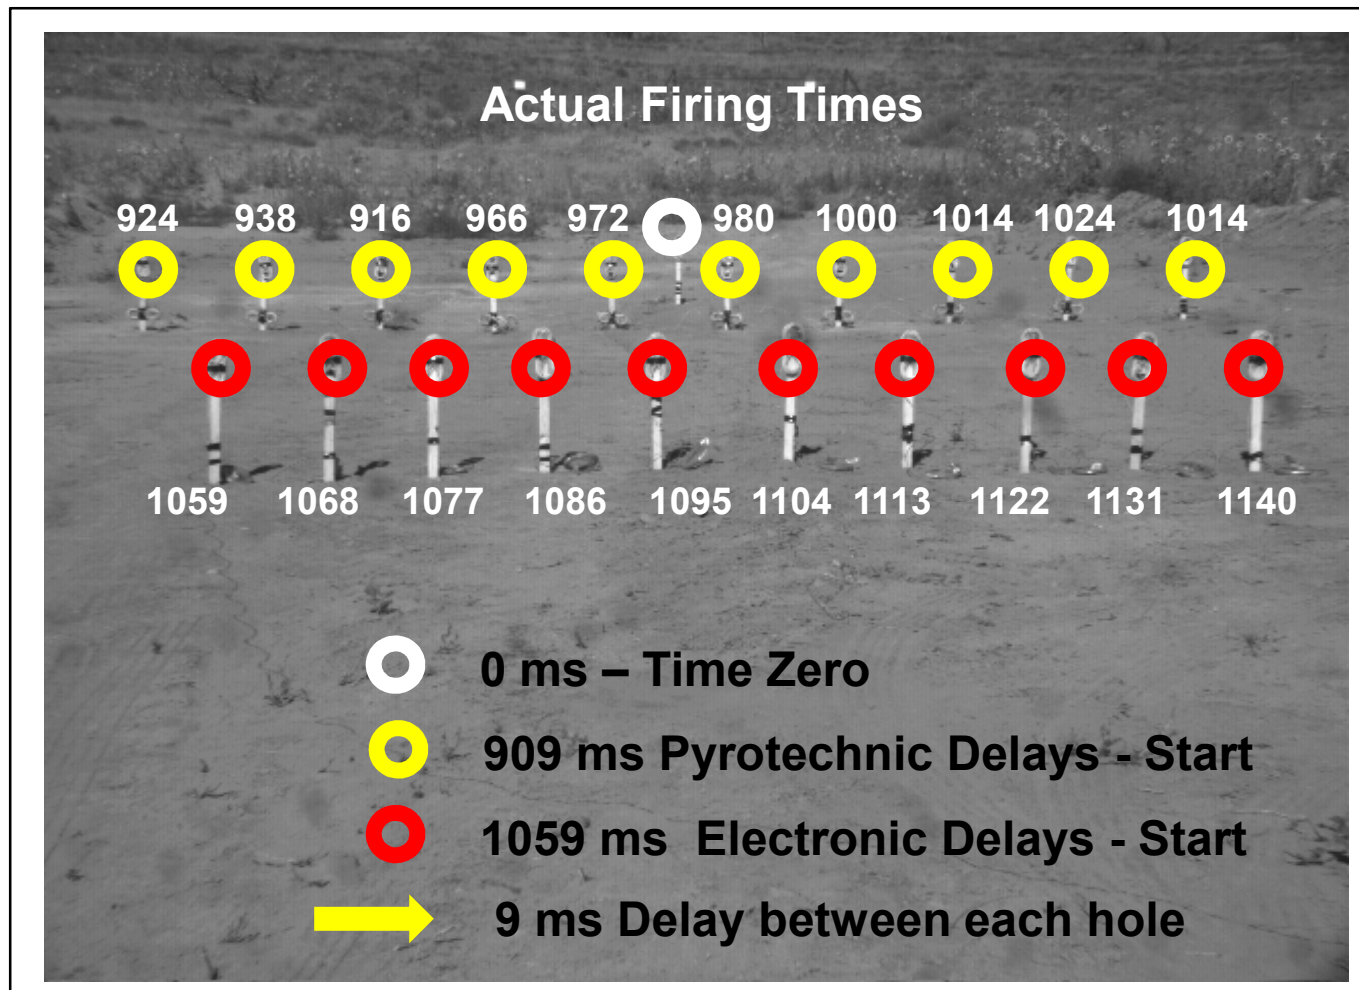 Actual Firing Times
924 938 916 966 972 980 1000 1014 1024 1014
1059 1068 1077 1086 1095 1104 1113 1122 1131 1140
0 ms – Time Zero
909 ms Pyrotechnic Delays - Start
1059 ms Electronic Delays - Start
9 ms Delay between each hole